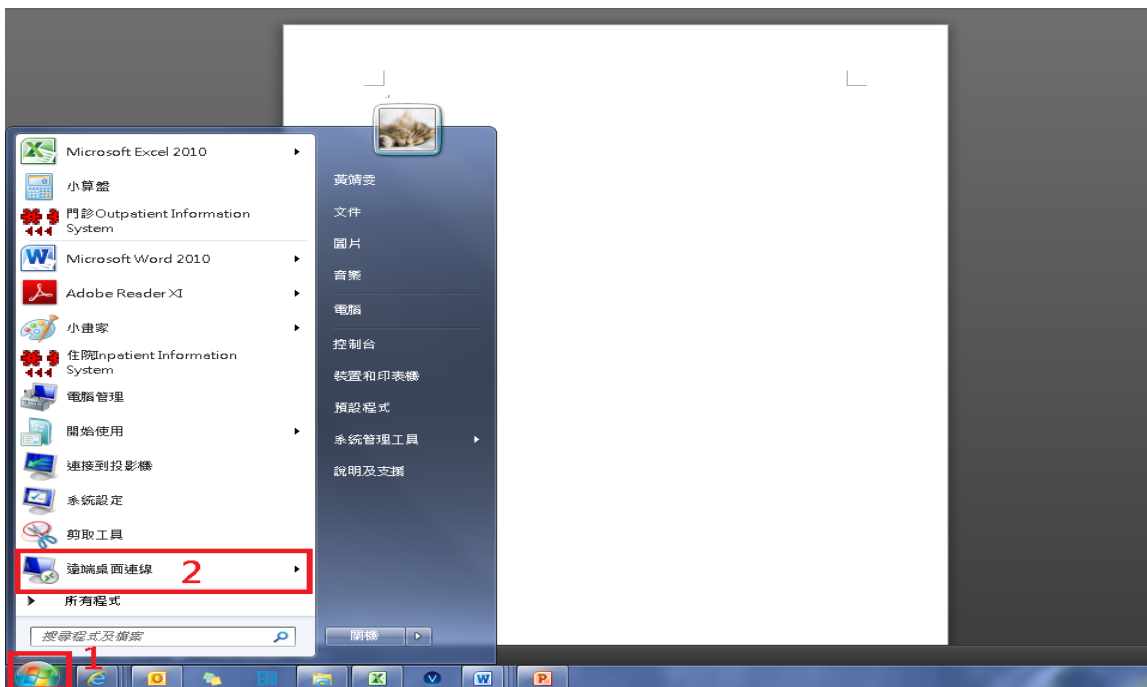 Microsoft Excel 2010
小算盤
門診Outpatient Information
System
Microsoft Word 2010
Adobe Reader XI
小畫家
住院Inpatient Information
System
電腦管理
開始使用
連接到投影機
系統設定
剪取工具
遠端桌面連線
2
所有程式
搜尋程式及檔案
1
黃靖雯
文件
圖片
音樂
電腦
控制台
裝置和印表機
預設程式
系統管理工具
說明及支援
關機